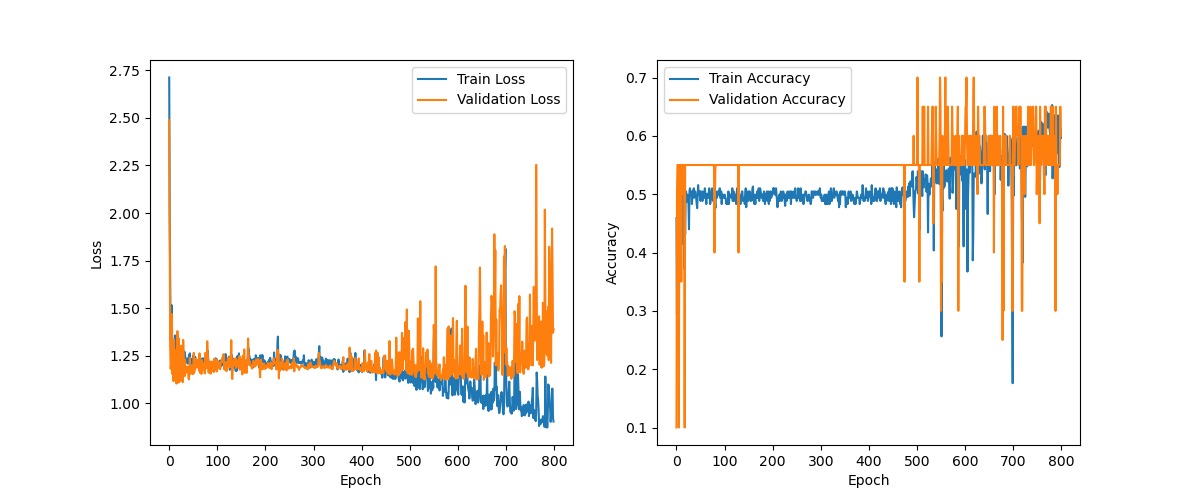 2.75
2.50
2.25
2.00
1.75
1.50
1.25
1.00
Loss
0 100 200 300 400 500 600 700 800
Epoch
Train Loss
Validation Loss
0.7
0.6
0.5
0.4
0.3
0.2
0.1
Accuracy
0 100 200 300 400 500 600 700 800
Epoch
Train Accuracy
Validation Accuracy